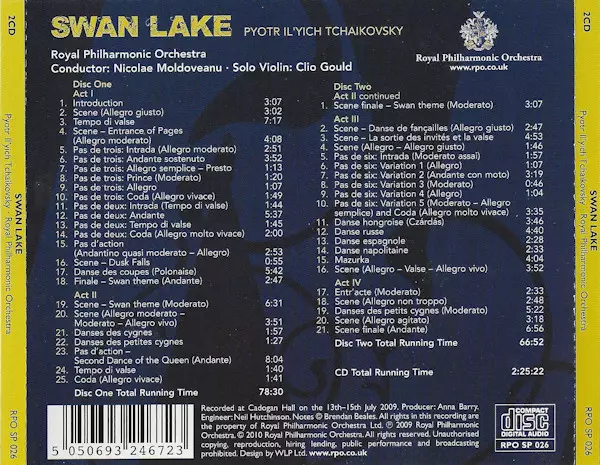 2CD
SWAN LAKE PYOTR IL'YICH TCHAIKOVSKY
Royal Philharmonic Orchestra
Conductor: Nicolae Moldoveanu · Solo Violin: Clio Gould
Royal Philharmonic Orchestra
www.rpo.co.uk
Disc One
Act I
1. Introduction 3:07
2. Scene (Allegro giusto) 3:02
3. Tempo di valse 7:17
4. Scene – Entrance of Pages
(Allegro moderato) 4:08
5. Pas de trois: Intrada (Allegro moderato) 2:51
6. Pas de trois: Andante sostenuto 3:52
7. Pas de trois: Allegro semplice – Presto 1:13
8. Pas de trois: Prince (Moderato) 1:20
9. Pas de trois: Allegro 1:07
10. Pas de trois: Coda (Allegro vivace) 1:49
11. Pas de deux: Intrada (Tempo di valse) 1:44
12. Pas de deux: Andante 5:37
13. Pas de deux: Tempo di valse 1:45
14. Pas de deux: Coda (Allegro molto vivace) 2:00
15. Pas d'action
(Andantino quasi moderato – Allegro) 2:53
16. Scene – Dusk Falls 0:55
17. Danse des coupes (Polonaise) 5:42
18. Finale – Swan theme (Andante) 2:42
Act II
19. Scene – Swan theme (Moderato) 6:31
20. Scene (Allegro moderato –
Moderato – Allegro vivo) 3:51
21. Danses des cygnes 1:57
22. Danses des petites cygnes 1:27
23. Pas d'action –
Second Dance of the Queen (Andante) 8:04
24. Tempo di valse 1:40
25. Coda (Allegro vivace) 1:41
Disc One Total Running Time 78:30
Disc Two
Act II continued
1. Scene finale – Swan theme (Moderato) 3:07
Act III
2. Scene – Danse de fançailles (Allegro giusto) 2:47
3. Scene – La sortie des invités et la valse 4:53
4. Scene – Allegro (Allegro giusto) 1:46
5. Pas de six: Intrada (Moderato assai) 1:51
6. Pas de six: Variation 1 (Allegro) 1:07
7. Pas de six: Variation 2 (Andante con moto) 3:19
8. Pas de six: Variation 3 (Moderato) 0:46
9. Pas de six: Variation 4 (Allegro) 1:04
10. Pas de six: Variation 5 (Moderato – Allegro
semplice) and Coda (Allegro molto vivace) 3:35
11. Danse hongroise (Czárdás) 3:46
12. Danse russe 4:40
13. Danse espagnole 2:28
14. Danse napolitaine 2:33
15. Mazurka 4:04
16. Scene (Allegro – Valse – Allegro vivo) 3:52
Act IV
17. Entr'acte (Moderato) 2:33
18. Scene (Allegro non troppo) 2:48
19. Danses des petits cygnes (Moderato) 5:21
20. Scene (Allegro agitato) 3:18
21. Scene finale (Andante) 6:56
Disc Two Total Running Time 66:52
CD Total Running Time 2:25:22
5 050693 246723
Recorded at Cadogan Hall on the 13th–15th July 2009. Producer: Anna Barry.
Engineer: Neil Hutchinson. Notes © Brendan Beales. All rights in this recording are
the property of Royal Philharmonic Orchestra Ltd. ℗ 2009 Royal Philharmonic
Orchestra. © 2010 Royal Philharmonic Orchestra. All rights reserved. Unauthorised
copying, reproduction, hiring lending, public performance and broadcasting
prohibited. Design by WLP Ltd. www.rpo.co.uk
COMPACT
disc
DIGITAL AUDIO
RPO SP 026
Pyotr Il'yich Tchaikovsky
SWAN LAKE
Royal Philharmonic Orchestra
RPO SP 026
2CD
Pyotr Il'yich Tchaikovsky
SWAN LAKE
Royal Philharmonic Orchestra
RPO SP 026